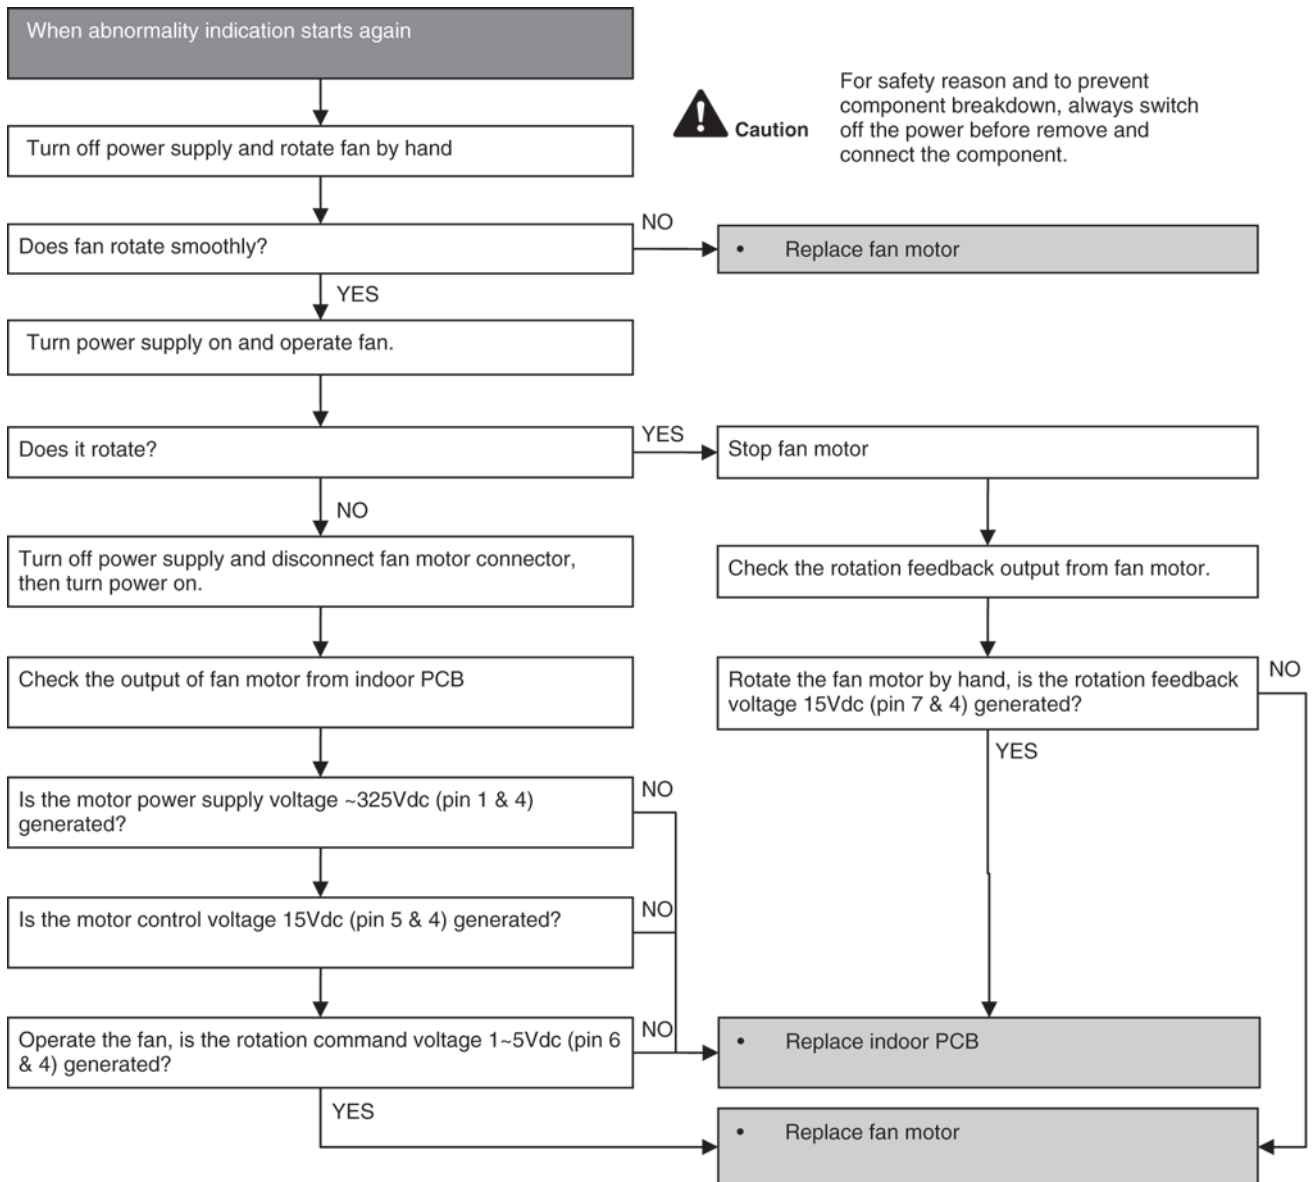 When abnormality indication starts again
For safety reason and to prevent
component breakdown, always switch
off the power before remove and
connect the component.
Caution
Turn off power supply and rotate fan by hand
Does fan rotate smoothly?
NO
• Replace fan motor
YES
Turn power supply on and operate fan.
Does it rotate?
YES
Stop fan motor
NO
Turn off power supply and disconnect fan motor connector,
then turn power on.
Check the rotation feedback output from fan motor.
Check the output of fan motor from indoor PCB
Rotate the fan motor by hand, is the rotation feedback
voltage 15Vdc (pin 7 & 4) generated?
NO
YES
Is the motor power supply voltage ~325Vdc (pin 1 & 4)
generated?
NO
Is the motor control voltage 15Vdc (pin 5 & 4) generated?
NO
Operate the fan, is the rotation command voltage 1~5Vdc (pin 6
& 4) generated?
NO
• Replace indoor PCB
YES
• Replace fan motor